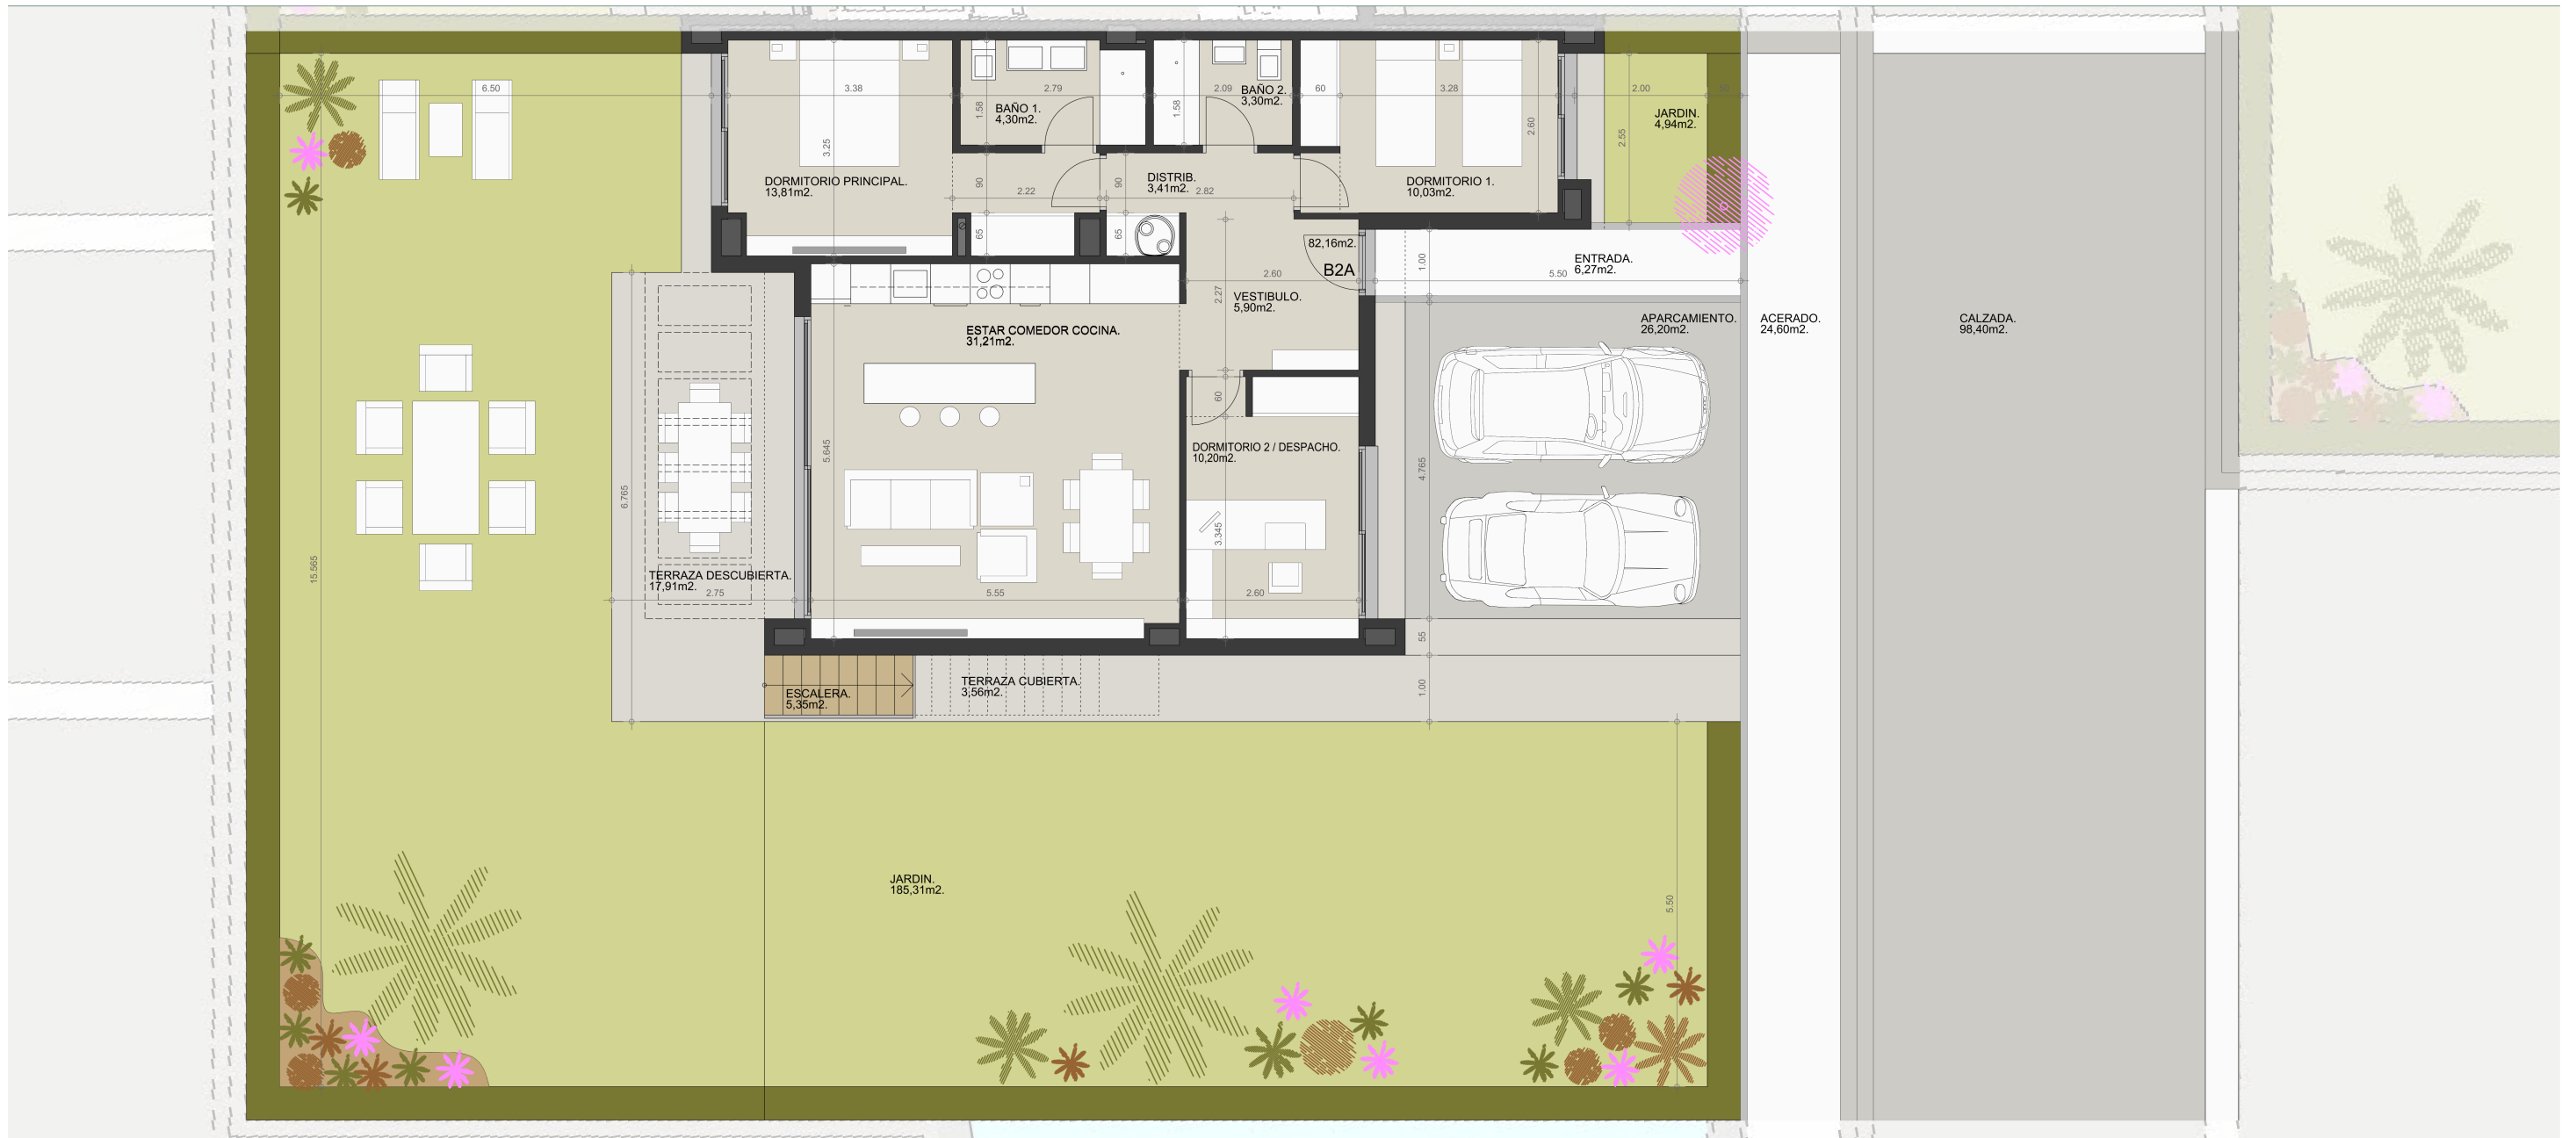 6.50
3.38
2.79
2.09
60
3.28
2.00
50
BAÑO 1.
4,30m2.
1.58
1.58
BAÑO 2.
3,30m2.
JARDIN.
4,94m2.
2.60
2.55
3.25
DORMITORIO PRINCIPAL.
13,81m2.
90
2.22
90
DISTRIB.
3,41m2.
2.82
DORMITORIO 1.
10,03m2.
65
65
82,16m2.
B2A
1.00
ENTRADA.
6,27m2.
5.50
2.60
2.27
VESTIBULO.
5,90m2.
ESTAR COMEDOR COCINA.
31,21m2.
APARCAMIENTO.
26,20m2.
ACERADO.
24,60m2.
CALZADA.
98,40m2.
60
5.645
DORMITORIO 2 / DESPACHO.
10,20m2.
4.765
6.765
3.345
15.565
TERRAZA DESCUBIERTA.
17,91m2.
2.75
5.55
2.60
55
ESCALERA.
5,35m2.
TERRAZA CUBIERTA.
3,56m2.
1.00
JARDIN.
185,31m2.
5.50